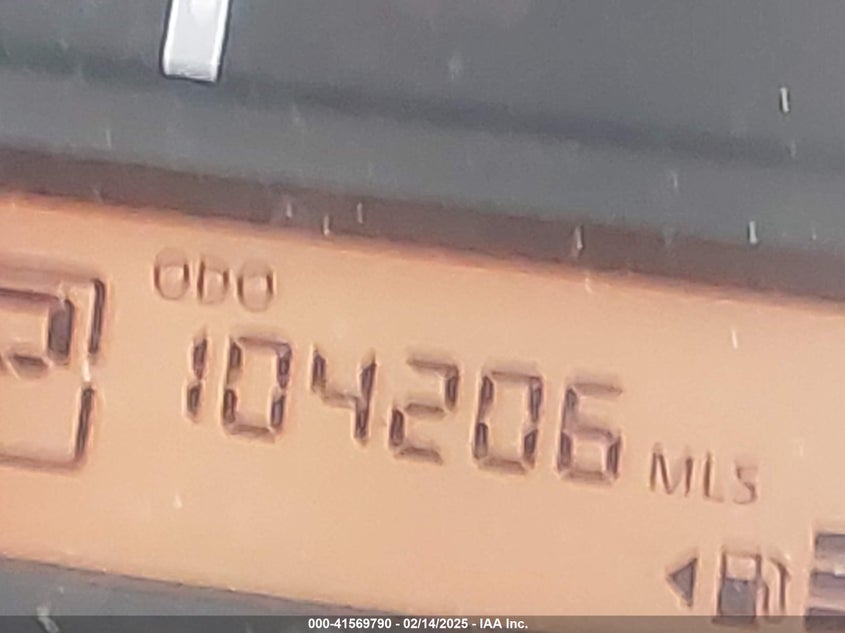 ODO
104206 MLS
000-41569790 - 02/14/2025 - IAA Inc.